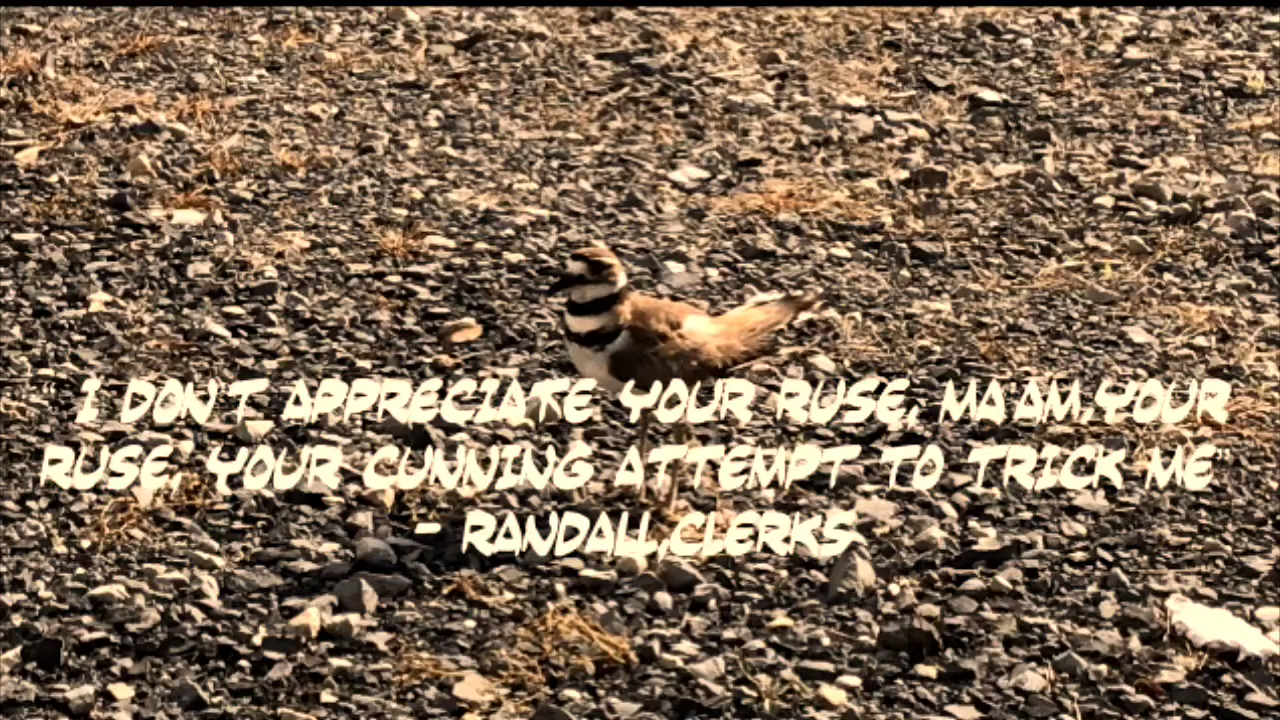 " I DON'T APPRECIATE YOUR RUSE, MA'AM.YOUR
RUSE, YOUR CUNNING ATTEMPT TO TRICK ME"
- RANDALL,CLERKS